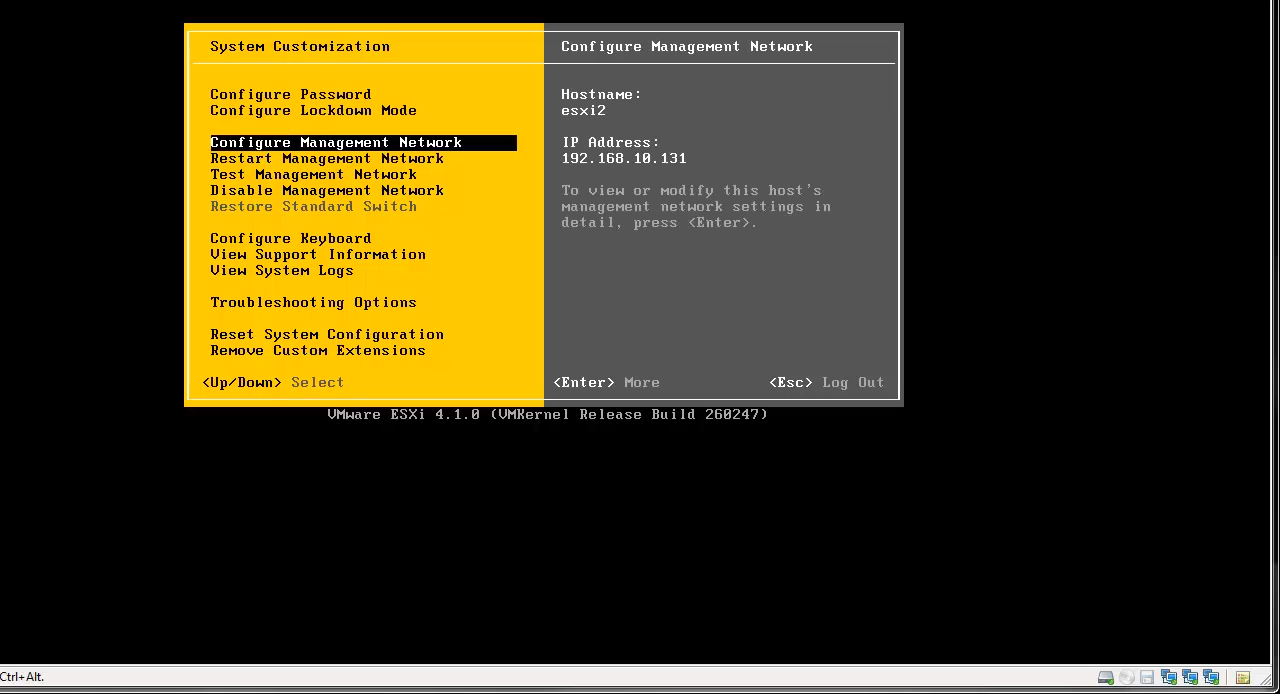 System Customization
Configure Password
Configure Lockdown Mode
Configure Management Network
Restart Management Network
Test Management Network
Disable Management Network
Restore Standard Switch
Configure Keyboard
View Support Information
View System Logs
Troubleshooting Options
Reset System Configuration
Remove Custom Extensions
<Up/Down> Select
Configure Management Network
Hostname:
esxi2
IP Address:
192.168.10.131
To view or modify this host's
management network settings in
detail, press <Enter>.
<Enter> More
<Esc> Log Out
VMware ESXi 4.1.0 (VMKernel Release Build 260247)
Ctrl+Alt.